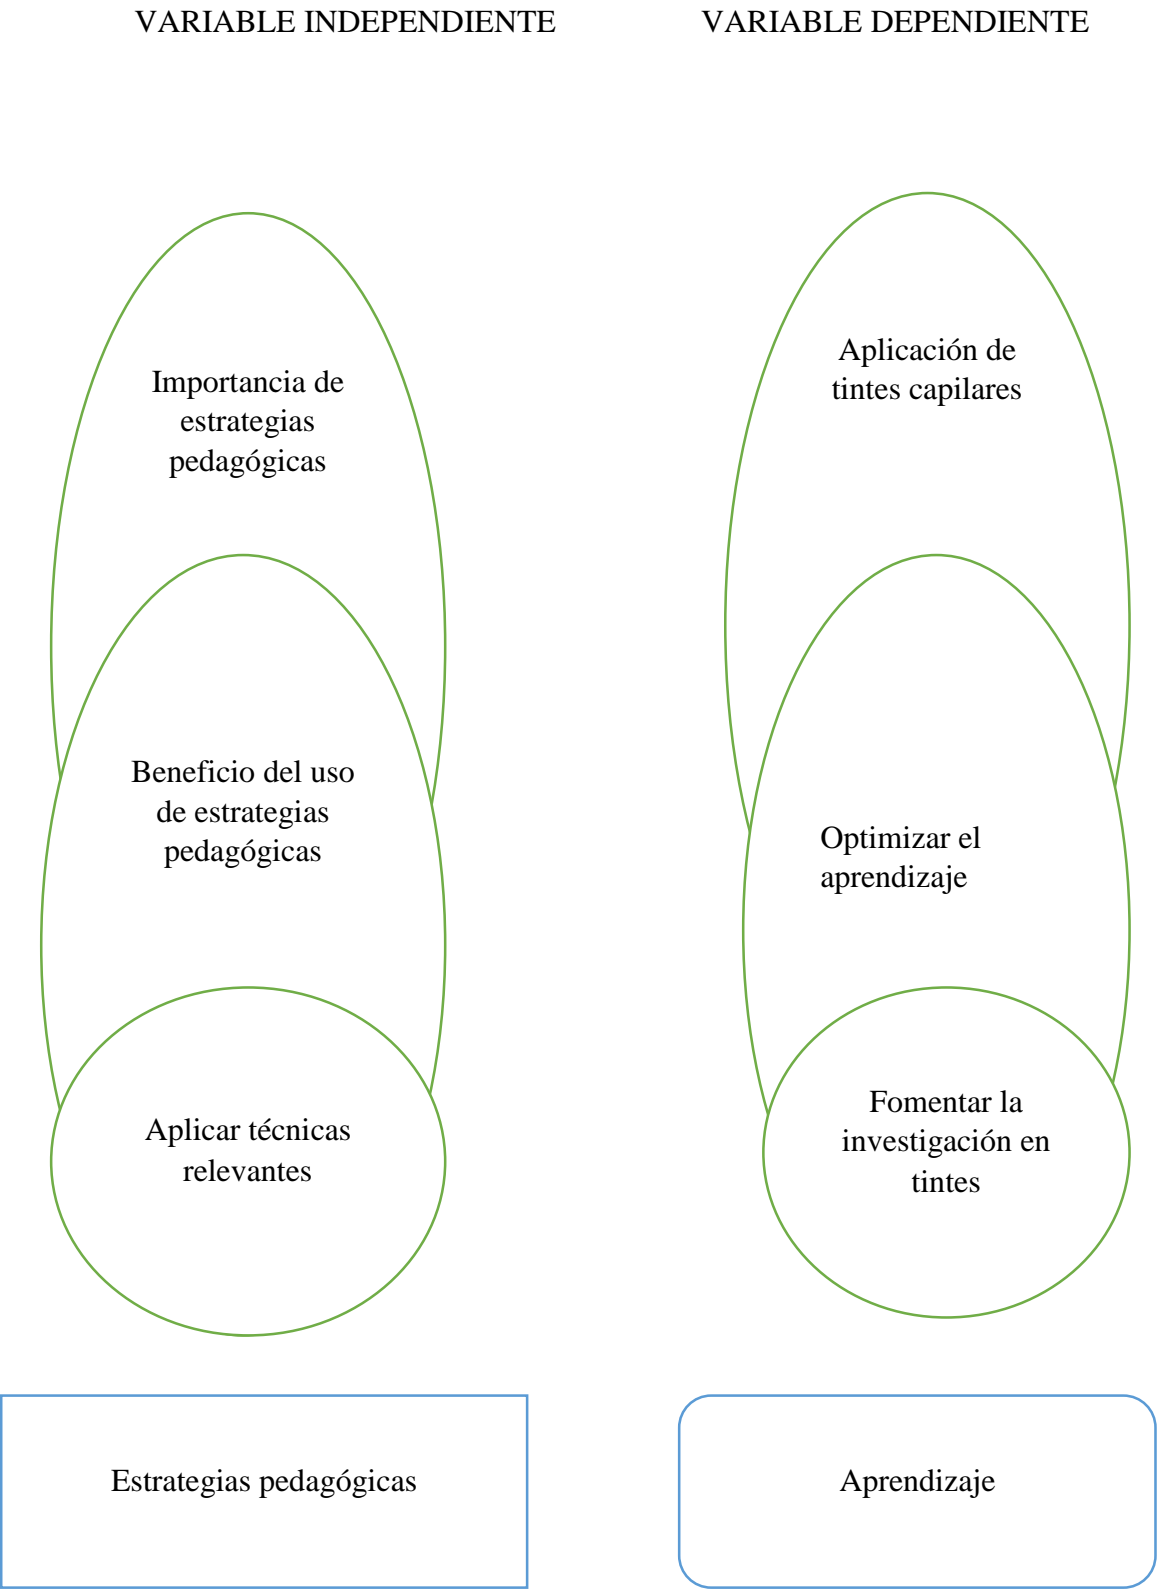 VARIABLE INDEPENDIENTE
VARIABLE DEPENDIENTE
Importancia de
estrategias
pedagógicas
Beneficio del uso
de estrategias
pedagógicas
Aplicar técnicas
relevantes
Estrategias pedagógicas
Aplicación de
tintes capilares
Optimizar el
aprendizaje
Fomentar la
investigación en
tintes
Aprendizaje